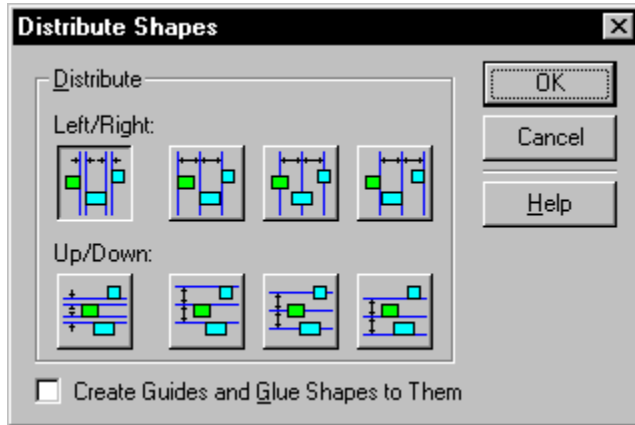 Distribute Shapes
Distribute
Left/Right:
Up/Down:
OK
Cancel
Help
Create Guides and Glue Shapes to Them